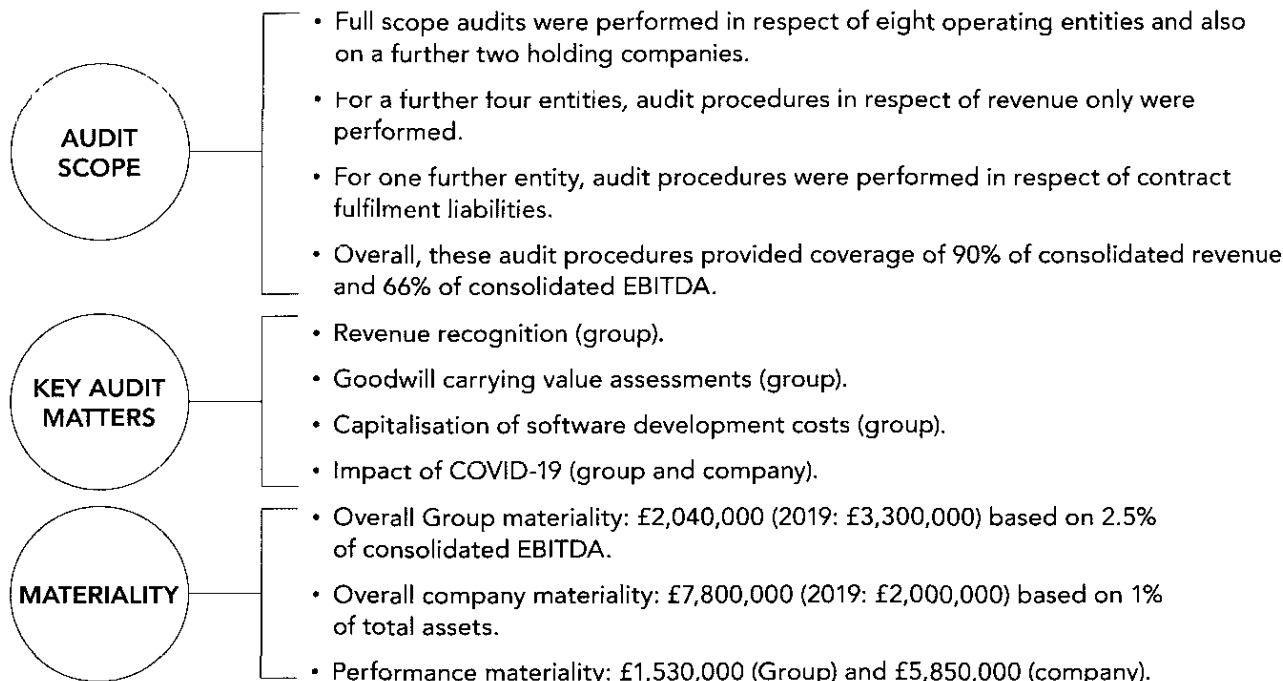 AUDIT
SCOPE
• Full scope audits were performed in respect of eight operating entities and also
on a further two holding companies.
• For a further four entities, audit procedures in respect of revenue only were
performed.
• For one further entity, audit procedures were performed in respect of contract
fulfilment liabilities.
• Overall, these audit procedures provided coverage of 90% of consolidated revenue
and 66% of consolidated EBITDA.
KEY AUDIT
MATTERS
• Revenue recognition (group).
• Goodwill carrying value assessments (group).
• Capitalisation of software development costs (group).
• Impact of COVID-19 (group and company).
MATERIALITY
• Overall Group materiality: £2,040,000 (2019: £3,300,000) based on 2.5%
of consolidated EBITDA.
• Overall company materiality: £7,800,000 (2019: £2,000,000) based on 1%
of total assets.
• Performance materiality: £1,530,000 (Group) and £5,850,000 (company).